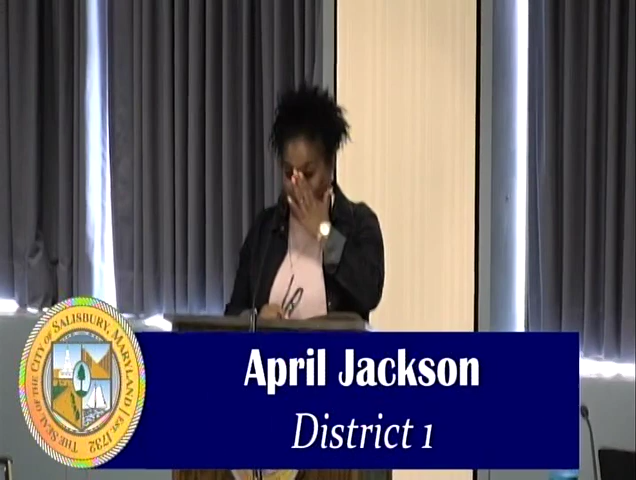 April Jackson
District 1
THE SEAL OF THE CITY OF SALISBURY, MARYLAND | EST. 1732